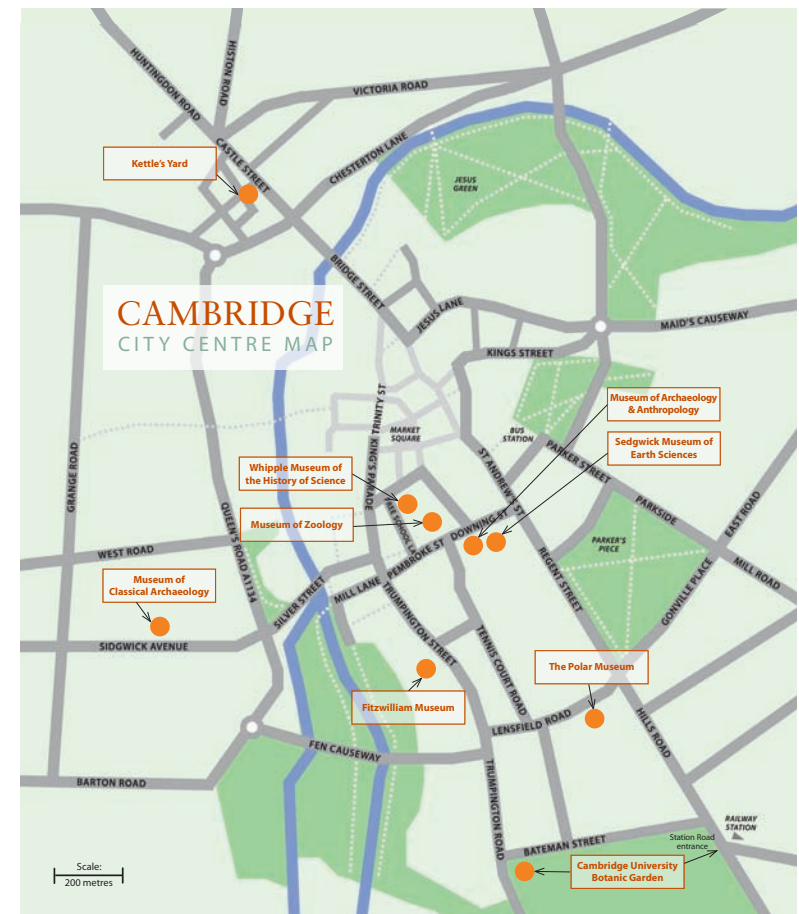 HUNTINGDON ROAD
HISTON ROAD
VICTORIA ROAD
CASTLE STREET
CHESTERTON LANE
Kettle's Yard
JESUS
GREEN
BRIDGE STREET
CAMBRIDGE
CITY CENTRE MAP
JESUS LANE
MAID'S CAUSEWAY
KINGS STREET
KING'S PARADE
TRINITY ST
MARKET
SQUARE
BUS
STATION
Museum of Archaeology
& Anthropology
Sedgwick Museum of
Earth Sciences
PARKER STREET
GRANGE ROAD
Whipple Museum of
the History of Science
Museum of Zoology
ST ANDREW'S ST
PARKSIDE
EAST ROAD
QUEEN'S ROAD A1134
DOWNING ST
PEMBROKE ST
REGENT STREET
PARKER'S
PIECE
GONVILLE PLACE
MILL ROAD
WEST ROAD
Museum of
Classical Archaeology
SILVER STREET
MILL LANE
SIDGWICK AVENUE
TRUMPINGTON STREET
TENNIS COURT ROAD
The Polar Museum
Fitzwilliam Museum
LENSFIELD ROAD
HILLS ROAD
FEN CAUSEWAY
BARTON ROAD
TRUMPINGTON ROAD
RAILWAY
STATION
Station Road
entrance
BATEMAN STREET
Cambridge University
Botanic Garden
Scale:
200 metres